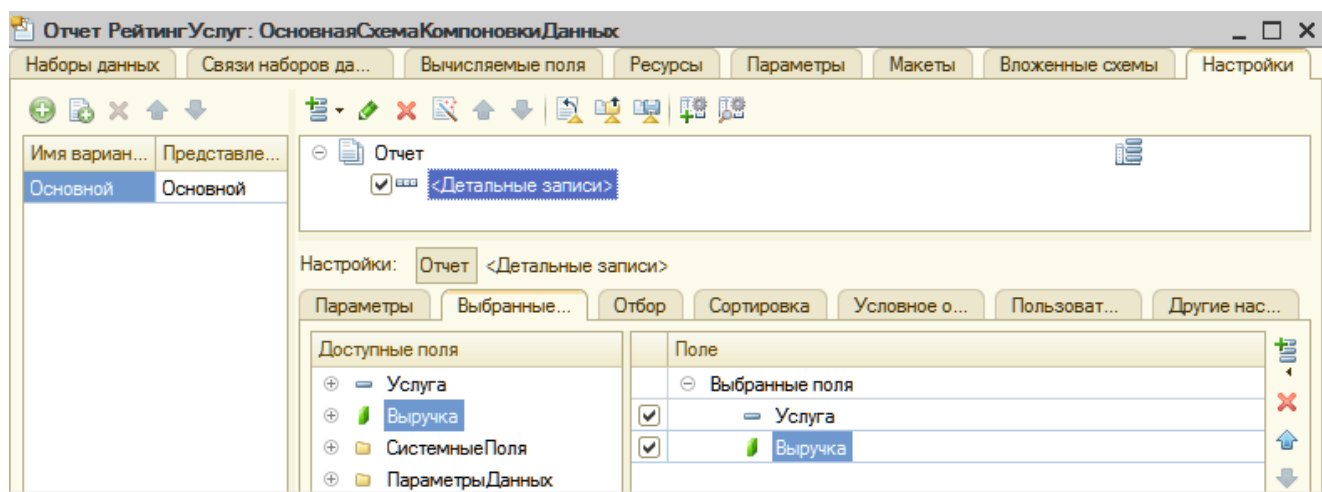 Отчет РейтингУслуг: ОсновнаяСхемаКомпоновкиДанных
Наборы данных Связи наборов да... Вычисляемые поля Ресурсы Параметры Макеты Вложенные схемы Настройки
Имя вариан... Представле...
Основной Основной
Отчет
<Детальные записи>
Настройки: Отчет <Детальные записи>
Параметры Выбранные... Отбор Сортировка Условное о... Пользоват... Другие нас...
Доступные поля Поле
Услуга Выбранные поля
Выручка Услуга
СистемныеПоля Выручка
ПараметрыДанных